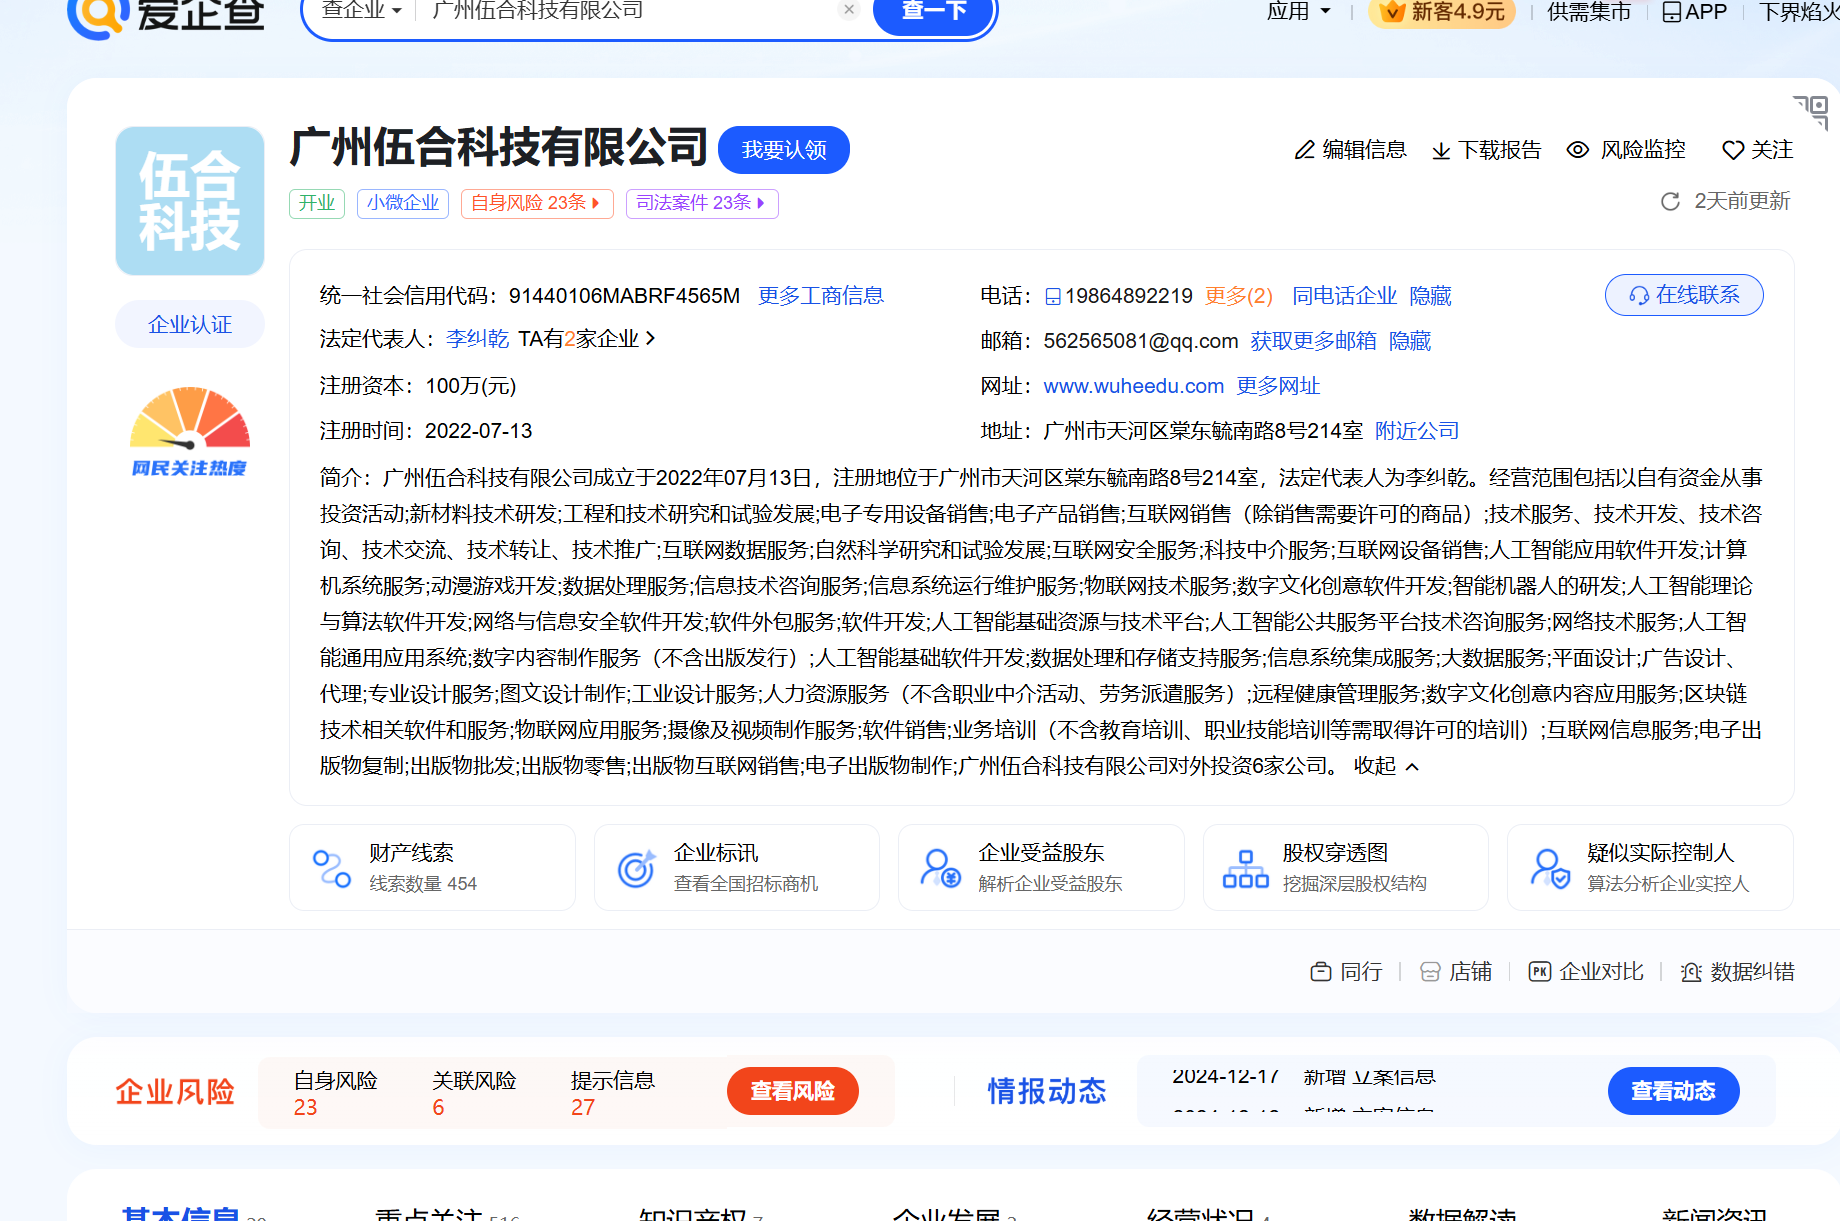 爱企查
查企业
广州伍合科技有限公司
查一下
应用
新客4.9元
供需集市
APP
下界焰火
伍合
科技
广州伍合科技有限公司
我要认领
编辑信息
下载报告
风险监控
关注
开业
小微企业
自身风险 23条
司法案件 23条
2天前更新
企业认证
网民关注热度
统一社会信用代码：91440106MABRF4565M 更多工商信息
电话：19864892219 更多(2) 同电话企业 隐藏
在线联系
法定代表人：李纠乾 TA有2家企业
邮箱：562565081@qq.com 获取更多邮箱 隐藏
注册资本：100万(元)
网址：www.wuheedu.com 更多网址
注册时间：2022-07-13
地址：广州市天河区棠东毓南路8号214室 附近公司
简介：广州伍合科技有限公司成立于2022年07月13日，注册地位于广州市天河区棠东毓南路8号214室，法定代表人为李纠乾。经营范围包括以自有资金从事
投资活动;新材料技术研发;工程和技术研究和试验发展;电子专用设备销售;电子产品销售;互联网销售（除销售需要许可的商品）;技术服务、技术开发、技术咨
询、技术交流、技术转让、技术推广;互联网数据服务;自然科学研究和试验发展;互联网安全服务;科技中介服务;互联网设备销售;人工智能应用软件开发;计算
机系统服务;动漫游戏开发;数据处理服务;信息技术咨询服务;信息系统运行维护服务;物联网技术服务;数字文化创意软件开发;智能机器人的研发;人工智能理论
与算法软件开发;网络与信息安全软件开发;软件外包服务;软件开发;人工智能基础资源与技术平台;人工智能公共服务平台技术咨询服务;网络技术服务;人工智
能通用应用系统;数字内容制作服务（不含出版发行）;人工智能基础软件开发;数据处理和存储支持服务;信息系统集成服务;大数据服务;平面设计;广告设计、
代理;专业设计服务;图文设计制作;工业设计服务;人力资源服务（不含职业中介活动、劳务派遣服务）;远程健康管理服务;数字文化创意内容应用服务;区块链
技术相关软件和服务;物联网应用服务;摄像及视频制作服务;软件销售;业务培训（不含教育培训、职业技能培训等需取得许可的培训）;互联网信息服务;电子出
版物复制;出版物批发;出版物零售;出版物互联网销售;电子出版物制作;广州伍合科技有限公司对外投资6家公司。 收起
财产线索
线索数量 454
企业标讯
查看全国招标商机
企业受益股东
解析企业受益股东
股权穿透图
挖掘深层股权结构
疑似实际控制人
算法分析企业实控人
同行
店铺
PK 企业对比
数据纠错
企业风险
自身风险
23
关联风险
6
提示信息
27
查看风险
情报动态
2024-12-17 新增 立案信息
查看动态
基本信息
重点关注 516
知识产权 7
企业发展
经营状况
数据解读
新闻资讯